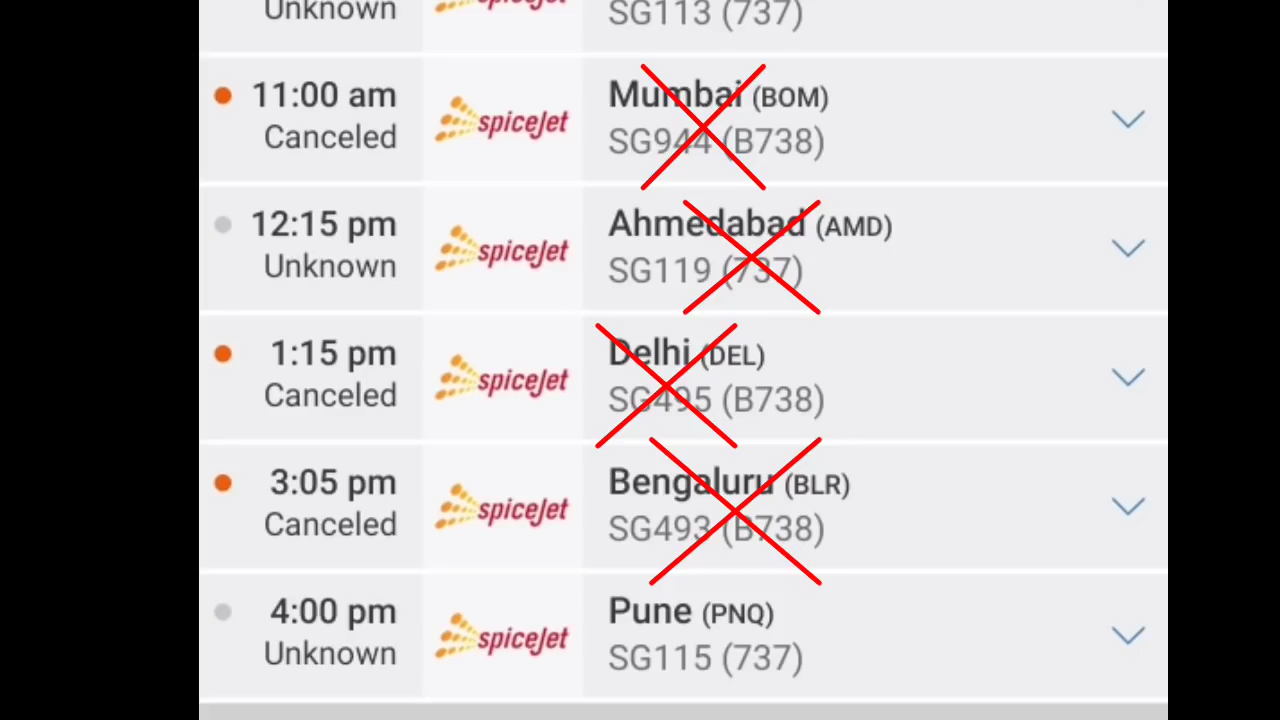 Unknown
SG113 (737)
11:00 am
Canceled
spiceJet
Mumbai (BOM)
SG944 (B738)
12:15 pm
Unknown
spiceJet
Ahmedabad (AMD)
SG119 (737)
1:15 pm
Canceled
spiceJet
Delhi (DEL)
SG495 (B738)
3:05 pm
Canceled
spiceJet
Bengaluru (BLR)
SG493 (B738)
4:00 pm
Unknown
spiceJet
Pune (PNQ)
SG115 (737)